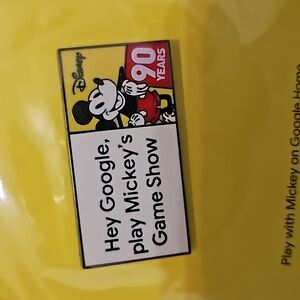 Disney
90
YEARS
Hey Google,
play Mickey's
Game Show
Play with Mickey on Google Home